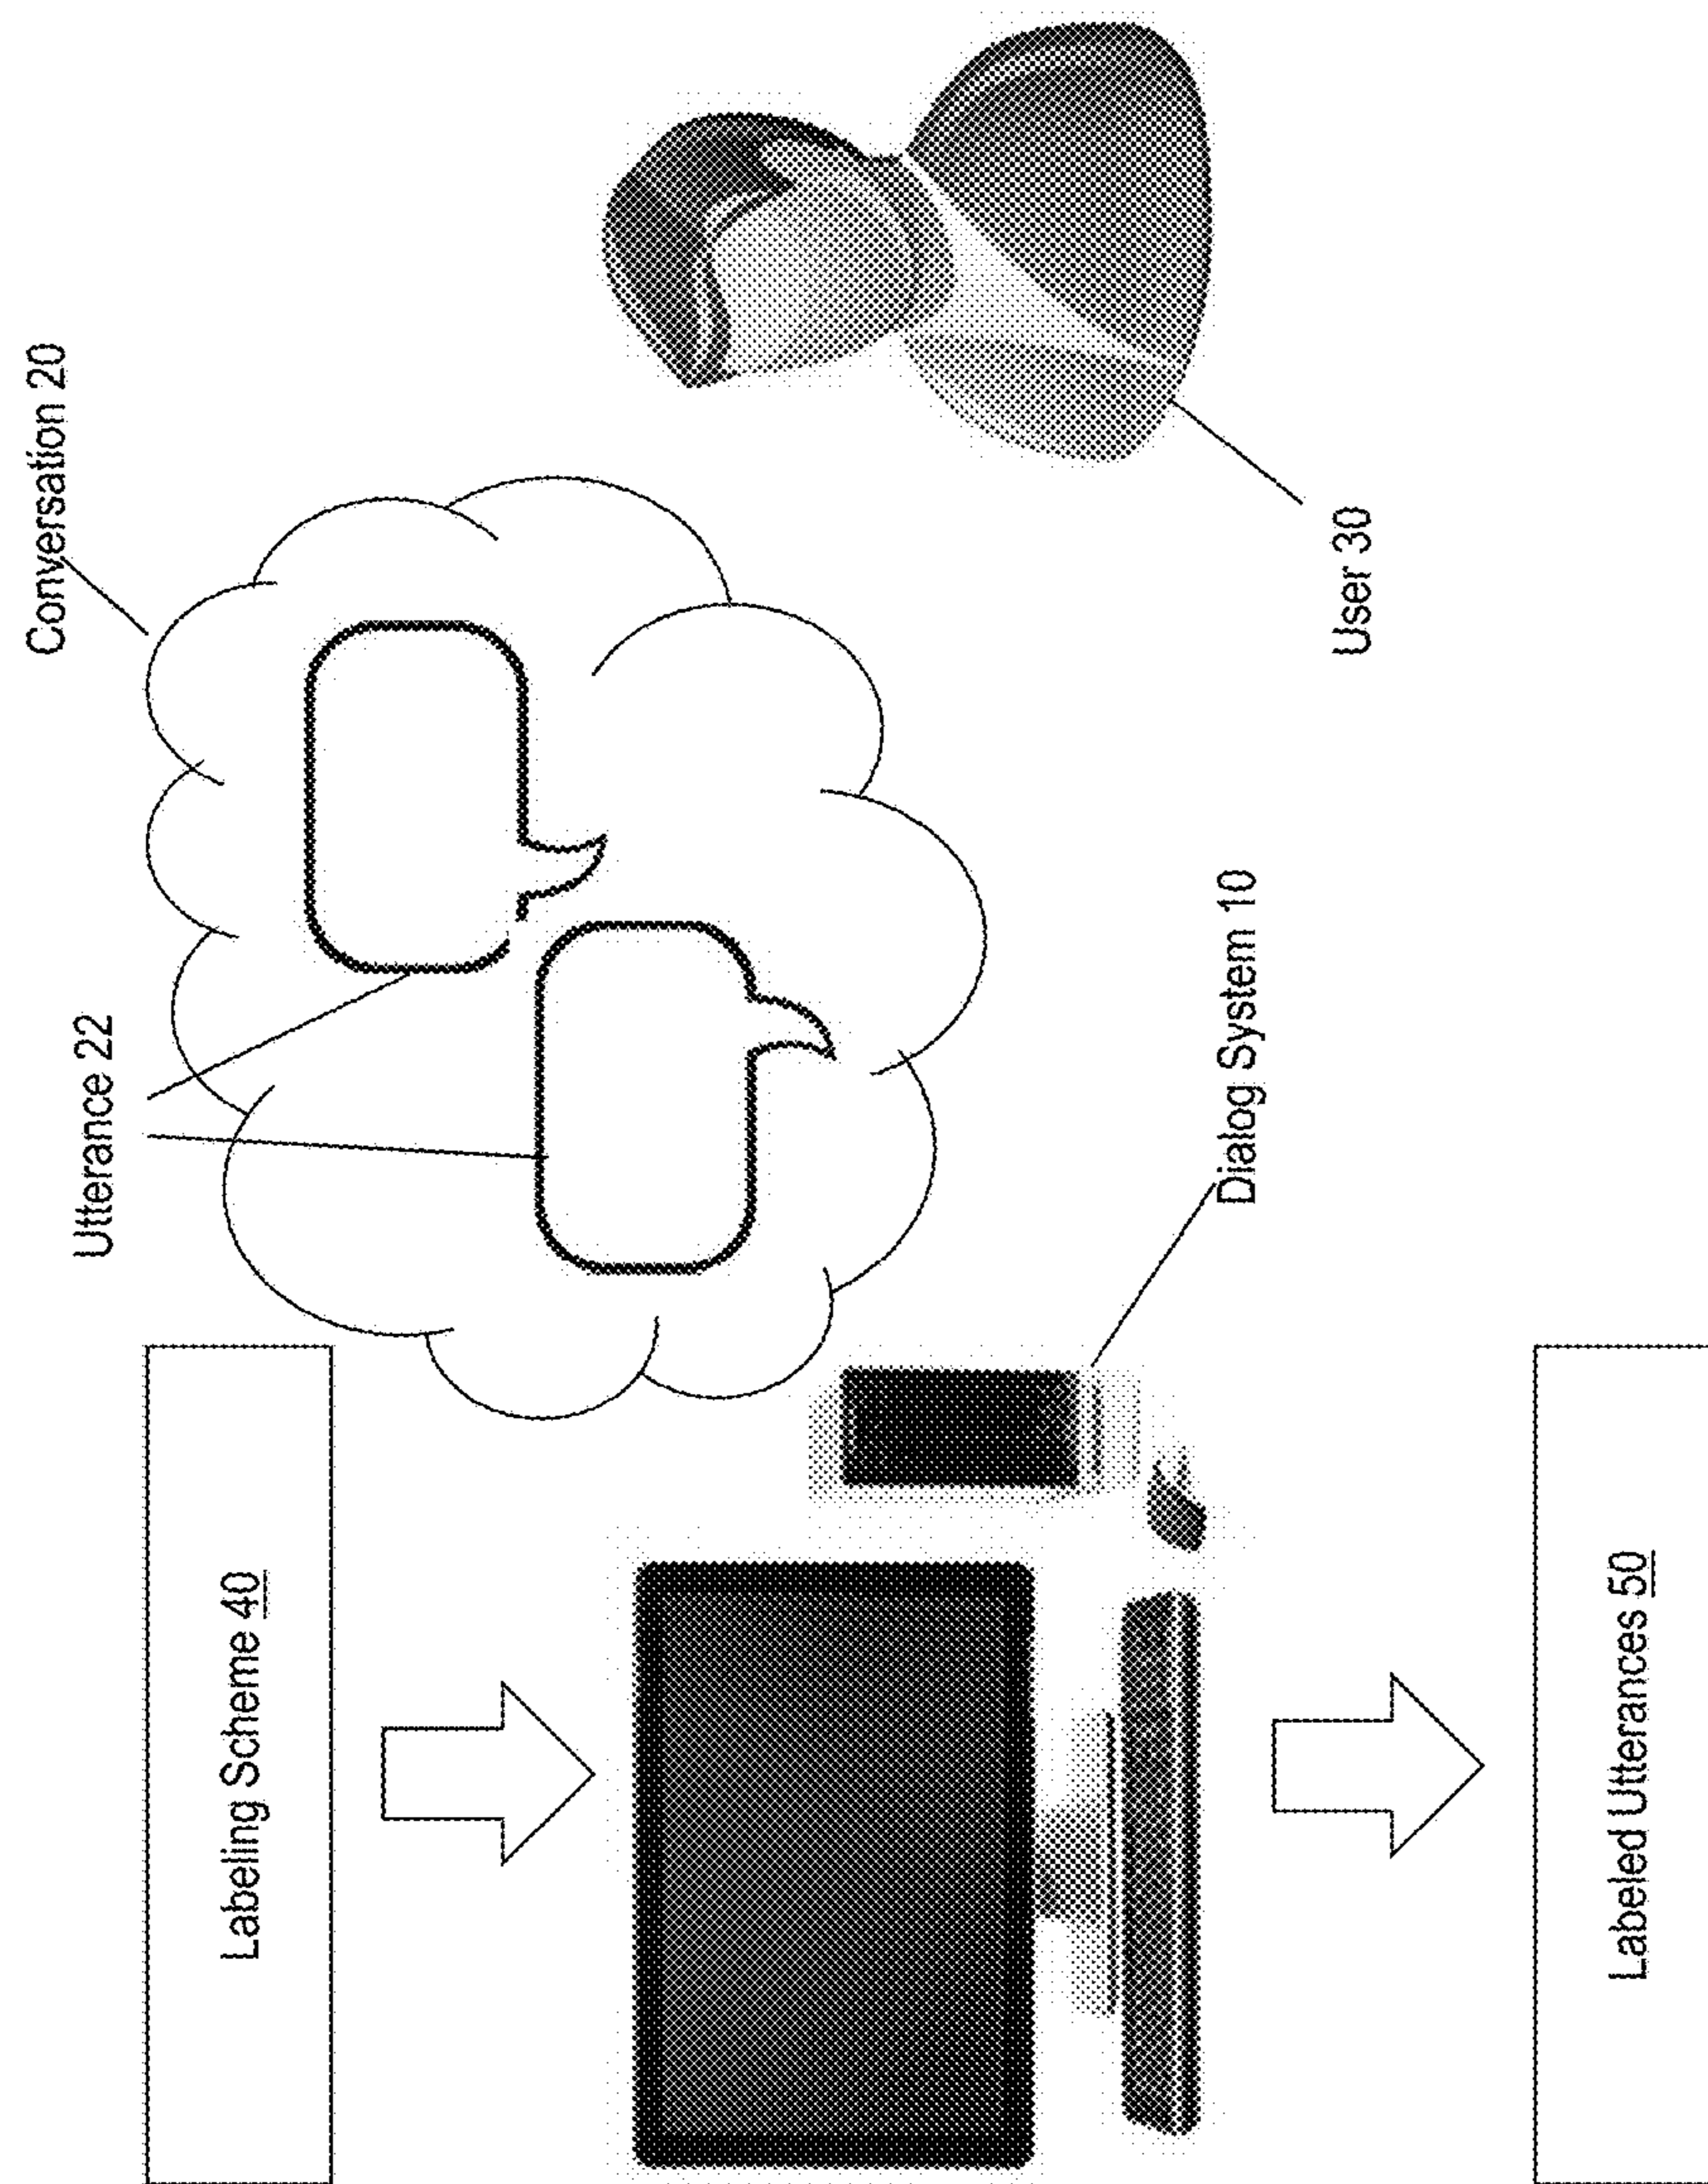 Labeling Scheme 40
Utterance 22
Conversation 20
Dialog System 10
User 30
Labeled Utterances 50